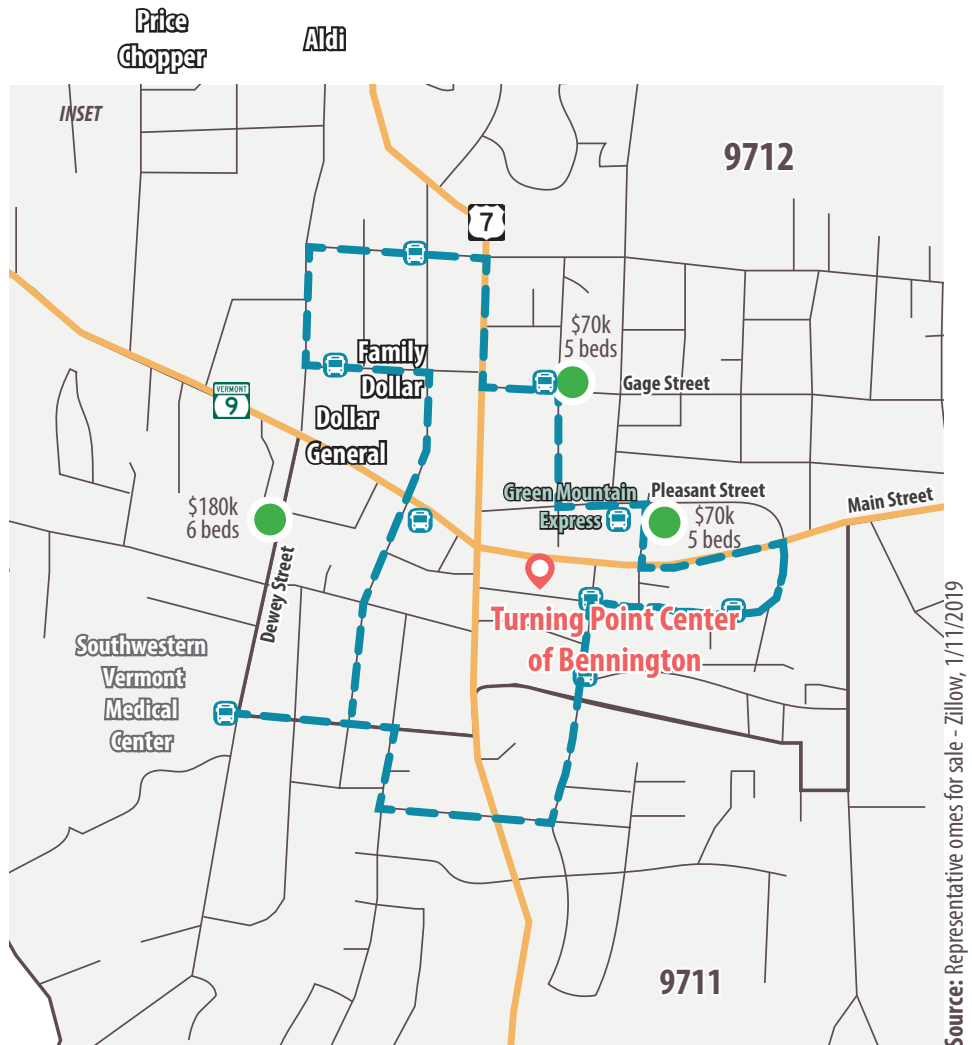 Price
Chopper
Aldi
INSET
9712
7
$70k
5 beds
Family
Dollar
Gage Street
VERMONT
9
Dollar
General
Green Mountain
Express
Pleasant Street
$180k
6 beds
$70k
5 beds
Main Street
Dewey Street
Turning Point Center
of Bennington
Southwestern
Vermont
Medical
Center
9711
Source: Representative omes for sale - Zillow, 1/11/2019